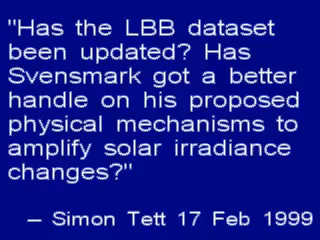 "Has the LBB dataset
been updated? Has
Svensmark got a better
handle on his proposed
physical mechanisms to
amplify solar irradiance
changes?"
– Simon Tett 17 Feb 1999